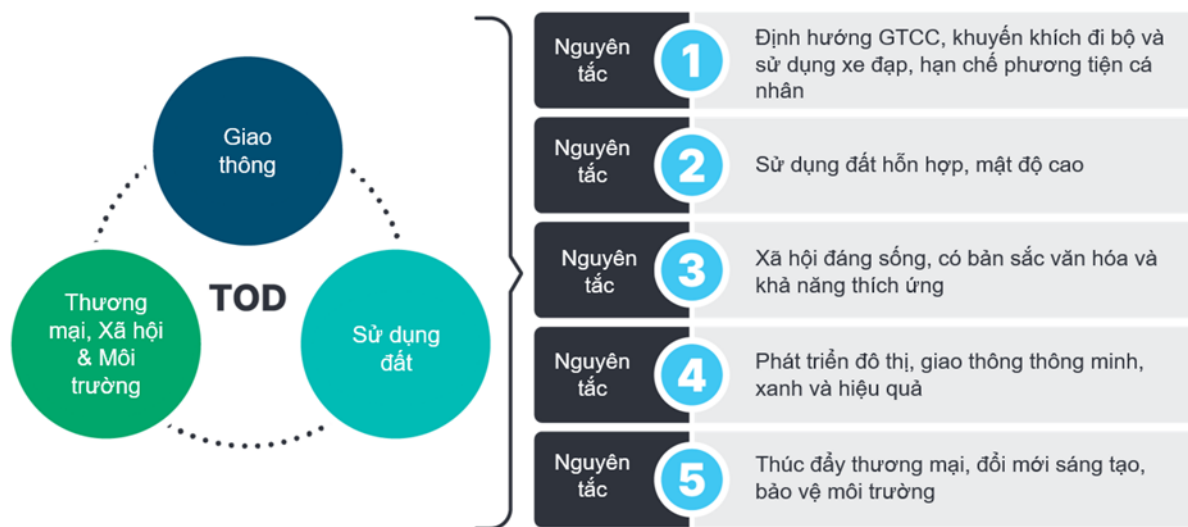 Giao
thông
Thương
mại, Xã hội
& Môi
trường
TOD
Sử dụng
đất
Nguyên
tắc
1
Định hướng GTCC, khuyến khích đi bộ và
sử dụng xe đạp, hạn chế phương tiện cá
nhân
Nguyên
tắc
2
Sử dụng đất hỗn hợp, mật độ cao
Nguyên
tắc
3
Xã hội đáng sống, có bản sắc văn hóa và
khả năng thích ứng
Nguyên
tắc
4
Phát triển đô thị, giao thông thông minh,
xanh và hiệu quả
Nguyên
tắc
5
Thúc đẩy thương mại, đổi mới sáng tạo,
bảo vệ môi trường